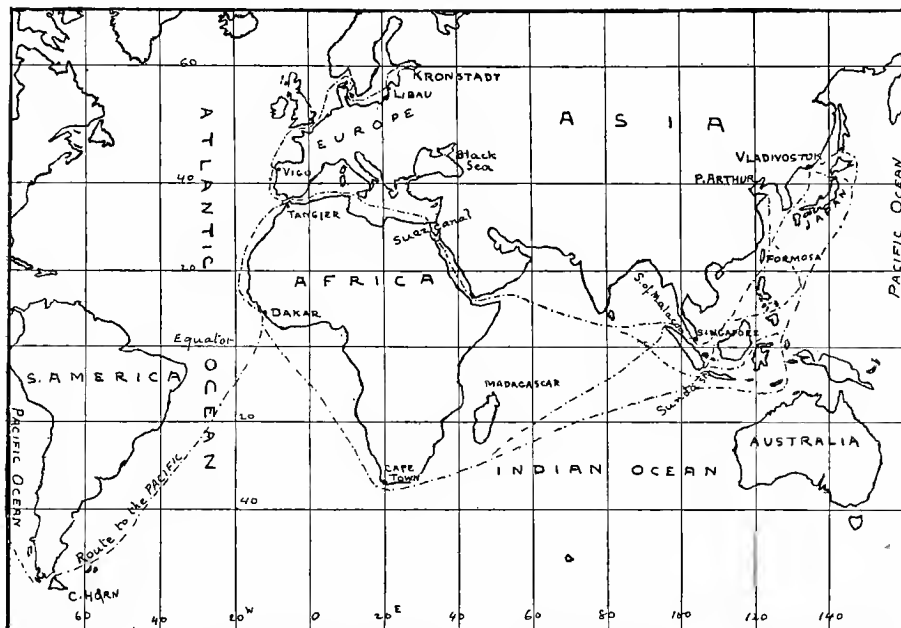 60
KRONSTADT
LIBAU
ATLANTIC
EUROPE
ASIA
Black
Sea
VIGO
VLADIVOSTOK
40
P. ARTHUR
JAPAN
PACIFIC OCEAN
TANGIER
Suez Canal
20
AFRICA
FORMOSA
S. of Malacca
DAKAR
SINGAPORE
Equator
OCEAN
S. AMERICA
MADAGASCAR
Sunda
20
AUSTRALIA
PACIFIC OCEAN
CAPE
TOWN
INDIAN OCEAN
40
Route to the PACIFIC
C. HORN
60
40
20 W
0
20 E
40
60
80
100
120
140